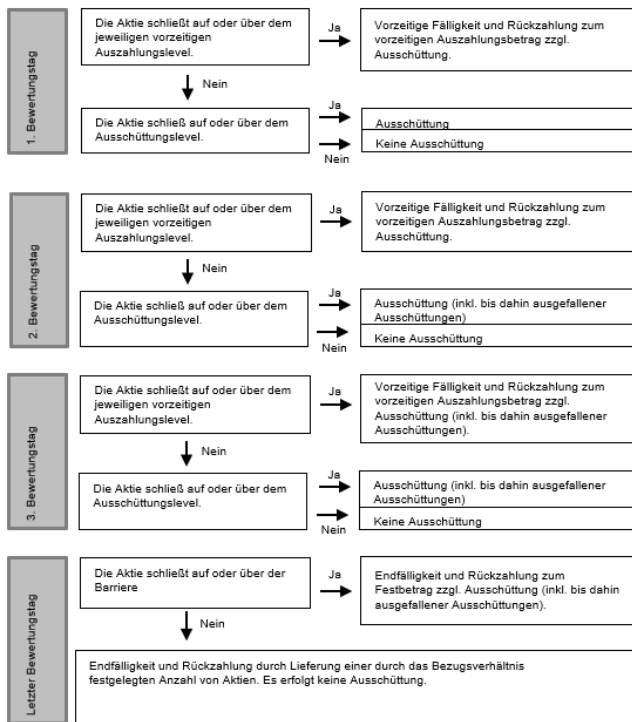 1. Bewertungstag
Die Aktie schließt auf oder über dem
jeweiligen vorzeitigen
Auszahlungslevel.
Ja
Vorzeitige Fälligkeit und Rückzahlung zum
vorzeitigen Auszahlungsbetrag zzgl.
Ausschüttung.
Nein
Die Aktie schließt auf oder über dem
Ausschüttungslevel.
Ja
Ausschüttung
Nein
Keine Ausschüttung
2. Bewertungstag
Die Aktie schließt auf oder über dem
jeweiligen vorzeitigen
Auszahlungslevel.
Ja
Vorzeitige Fälligkeit und Rückzahlung zum
vorzeitigen Auszahlungsbetrag zzgl.
Ausschüttung.
Nein
Die Aktie schließ auf oder über dem
Ausschüttungslevel.
Ja
Ausschüttung (inkl. bis dahin ausgefallener
Ausschüttungen)
Nein
Keine Ausschüttung
3. Bewertungstag
Die Aktie schließt auf oder über dem
jeweiligen vorzeitigen
Auszahlungslevel.
Ja
Vorzeitige Fälligkeit und Rückzahlung zum
vorzeitigen Auszahlungsbetrag zzgl.
Ausschüttung (inkl. bis dahin ausgefallener
Ausschüttungen).
Nein
Die Aktie schließ auf oder über dem
Ausschüttungslevel.
Ja
Ausschüttung (inkl. bis dahin ausgefallener
Ausschüttungen)
Nein
Keine Ausschüttung
Letzter Bewertungstag
Die Aktie schließt auf oder über der
Barriere
Ja
Endfälligkeit und Rückzahlung zum
Festbetrag zzgl. Ausschüttung (inkl. bis dahin
ausgefallener Ausschüttungen).
Nein
Endfälligkeit und Rückzahlung durch Lieferung einer durch das Bezugsverhältnis
festgelegten Anzahl von Aktien. Es erfolgt keine Ausschüttung.